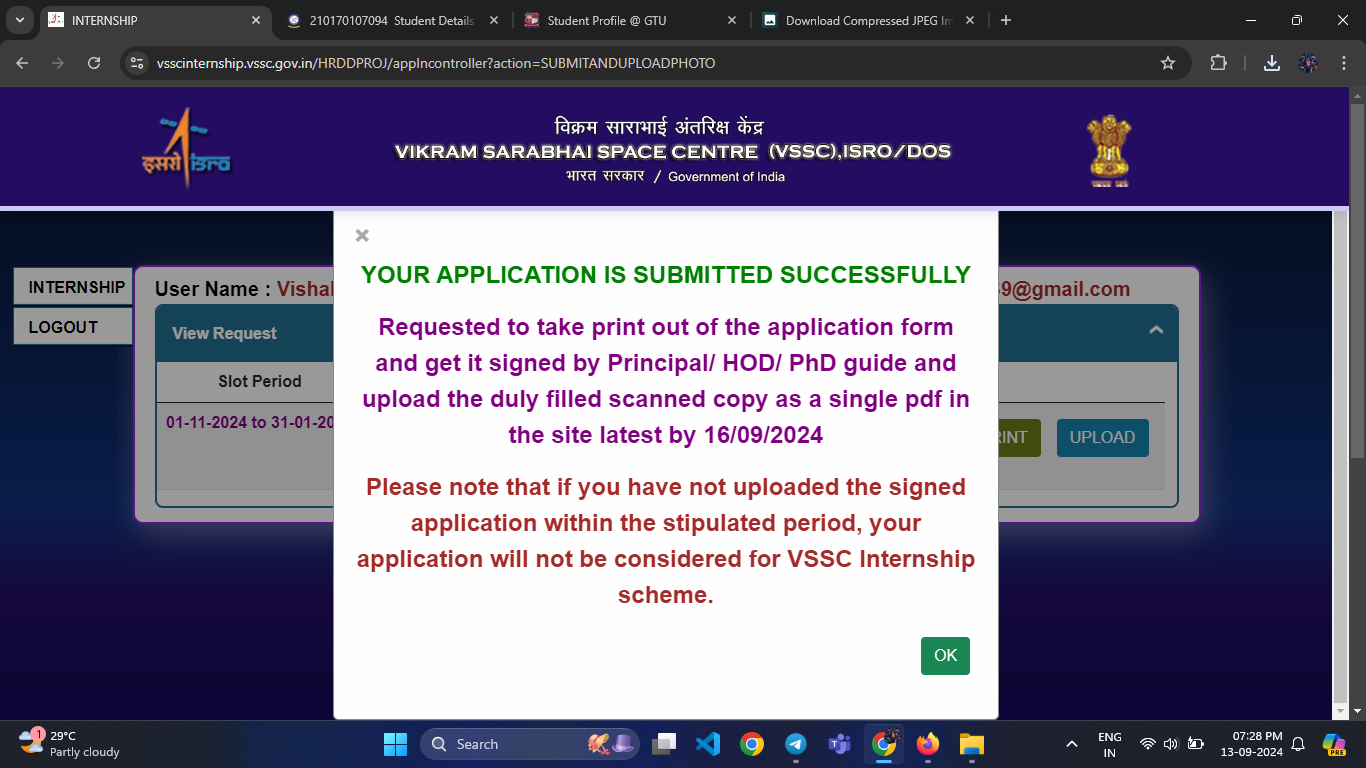 INTERNSHIP
210170107094 Student Details
Student Profile @ GTU
Download Compressed JPEG Im
vsscinternship.vssc.gov.in/HRDDPROJ/appIncontroller?action=SUBMITANDUPLOADPHOTO
इसरो isro
विक्रम साराभाई अंतरिक्ष केंद्र
VIKRAM SARABHAI SPACE CENTRE (VSSC),ISRO/DOS
भारत सरकार / Government of India
×
YOUR APPLICATION IS SUBMITTED SUCCESSFULLY
Requested to take print out of the application form
and get it signed by Principal/ HOD/ PhD guide and
upload the duly filled scanned copy as a single pdf in
the site latest by 16/09/2024
Please note that if you have not uploaded the signed
application within the stipulated period, your
application will not be considered for VSSC Internship
scheme.
OK
INTERNSHIP
LOGOUT
User Name : Vishal
9@gmail.com
View Request
Slot Period
01-11-2024 to 31-01-20
INT
UPLOAD
1
29°C
Partly cloudy
Search
ENG
IN
07:28 PM
13-09-2024
PRE